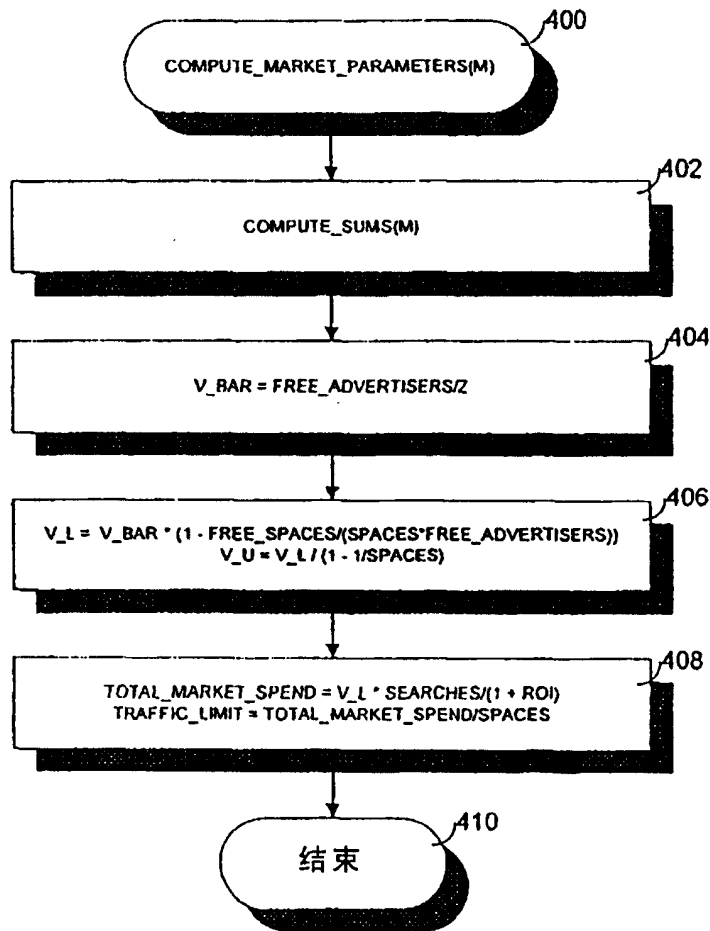 400
COMPUTE_MARKET_PARAMETERS(M)
402
COMPUTE_SUMS(M)
404
V_BAR = FREE_ADVERTISERS/Z
406
V_L = V_BAR * (1 - FREE_SPACES/(SPACES*FREE_ADVERTISERS))
V_U = V_L / (1 - 1/SPACES)
408
TOTAL_MARKET_SPEND = V_L * SEARCHES/(1 + ROI)
TRAFFIC_LIMIT = TOTAL_MARKET_SPEND/SPACES
410
结束